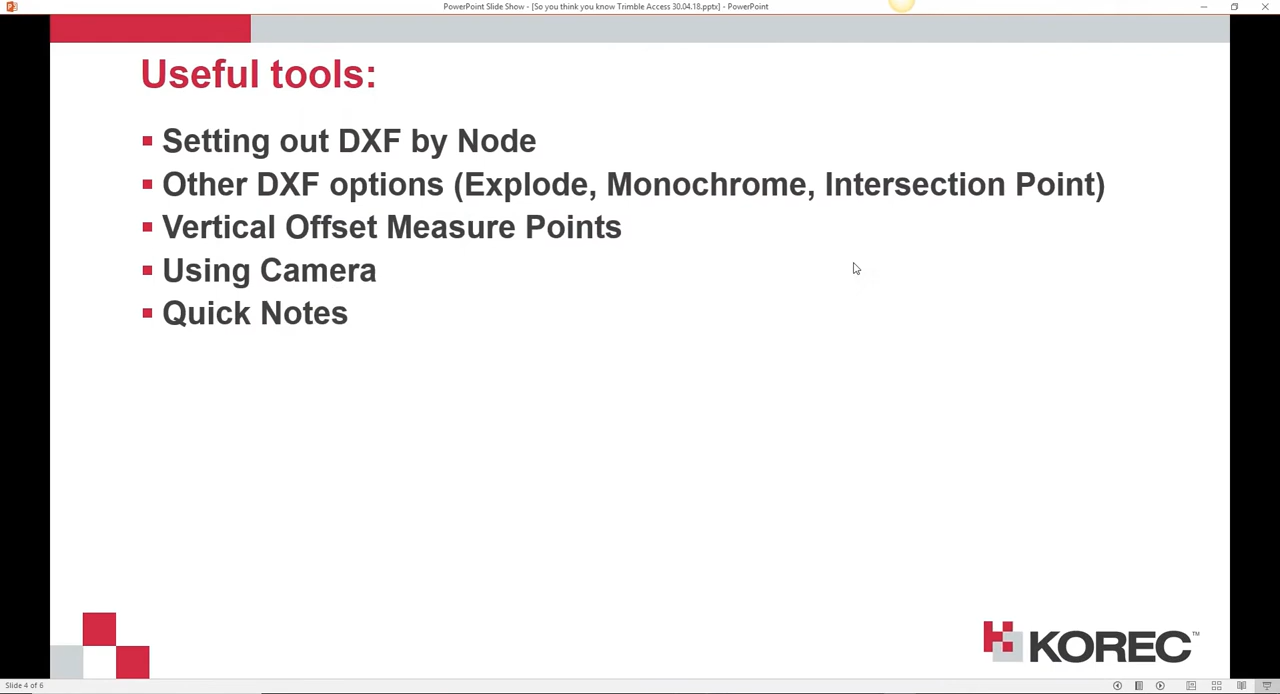 PowerPoint Slide Show - [So you think you know Trimble Access 30.04.18.pptx] - PowerPoint
Useful tools:
Setting out DXF by Node
Other DXF options (Explode, Monochrome, Intersection Point)
Vertical Offset Measure Points
Using Camera
Quick Notes
KOREC™
Slide 4 of 6